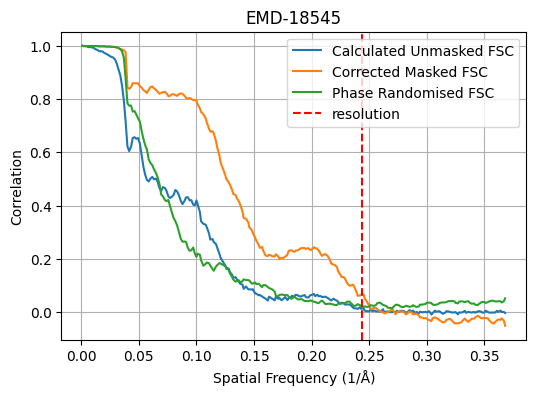 EMD-18545
Calculated Unmasked FSC
Corrected Masked FSC
Phase Randomised FSC
resolution
Correlation
1.0
0.8
0.6
0.4
0.2
0.0
0.00 0.05 0.10 0.15 0.20 0.25 0.30 0.35
Spatial Frequency (1/Å)